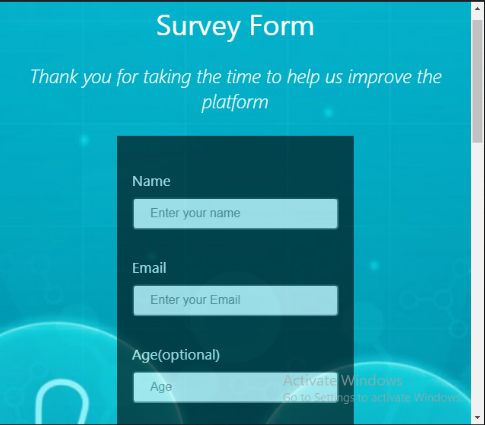 Survey Form
Thank you for taking the time to help us improve the
platform
Name
Enter your name
Email
Enter your Email
Age(optional)
Age
Activate Windows
Go to Settings to activate Windows.